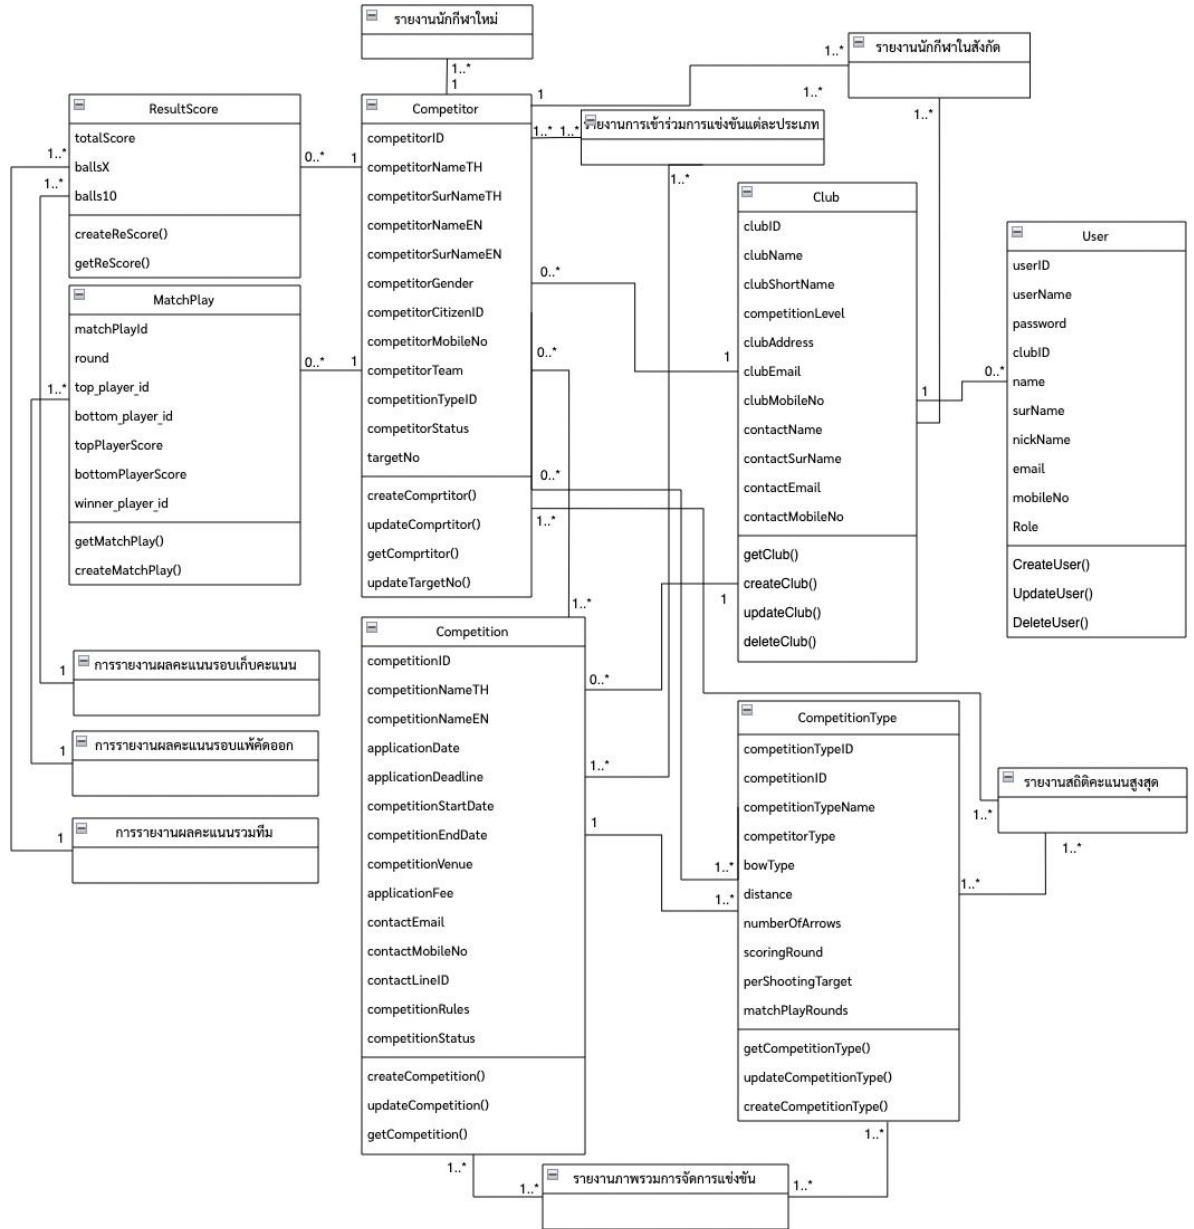 รายงานนักกีฬาใหม่
1..*
1
รายงานนักกีฬาในสังกัด
1..*
1
1..*
1..*
ResultScore
totalScore
ballsX
balls10
createReScore()
getReScore()
1..*
1..*
0..*
1
MatchPlay
matchPlayId
round
top_player_id
bottom_player_id
topPlayerScore
bottomPlayerScore
winner_player_id
getMatchPlay()
createMatchPlay()
0..*
1
1..*
Competitor
competitorID
competitorNameTH
competitorSurNameTH
competitorNameEN
competitorSurNameEN
competitorGender
competitorCitizenID
competitorMobileNo
competitorTeam
competitionTypeID
competitorStatus
targetNo
createComprtitor()
updateComprtitor()
getComprtitor()
updateTargetNo()
1..*
1..*
รายงานการเข้าร่วมการแข่งขันแต่ละประเภท
1..*
0..*
1
0..*
0..*
1..*
1..*
Club
clubID
clubName
clubShortName
competitionLevel
clubAddress
clubEmail
clubMobileNo
contactName
contactSurName
contactEmail
contactMobileNo
getClub()
createClub()
updateClub()
deleteClub()
1
0..*
1
User
userID
userName
password
clubID
name
surName
nickName
email
mobileNo
Role
CreateUser()
UpdateUser()
DeleteUser()
Competition
competitionID
competitionNameTH
competitionNameEN
applicationDate
applicationDeadline
competitionStartDate
competitionEndDate
competitionVenue
applicationFee
contactEmail
contactMobileNo
contactLineID
competitionRules
competitionStatus
createCompetition()
updateCompetition()
getCompetition()
0..*
1..*
1
1..*
1..*
CompetitionType
competitionTypeID
competitionID
competitionTypeName
competitorType
bowType
distance
numberOfArrows
scoringRound
perShootingTarget
matchPlayRounds
getCompetitionType()
updateCompetitionType()
createCompetitionType()
1..*
รายงานสถิติคะแนนสูงสุด
1..*
1..*
การรายงานผลคะแนนรอบเก็บคะแนน
1
การรายงานผลคะแนนรอบแพ้คัดออก
1
การรายงานผลคะแนนรวมทีม
1
1..*
1..*
รายงานภาพรวมการจัดการแข่งขัน
1..*
1..*